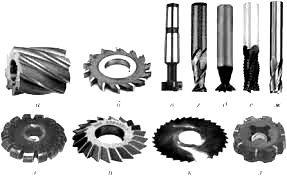 а б в г д е ж
з и к л